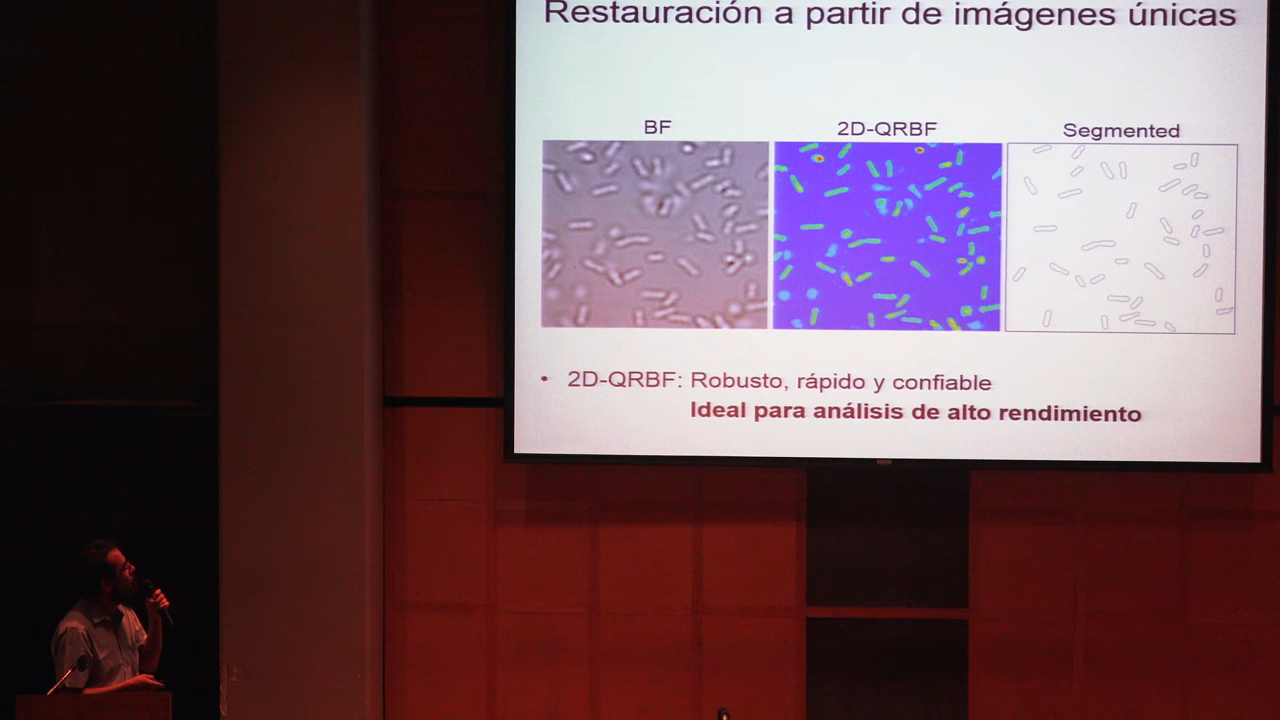 Restauración a partir de imágenes únicas
BF 2D-QRBF Segmented
• 2D-QRBF: Robusto, rápido y confiable
Ideal para análisis de alto rendimiento